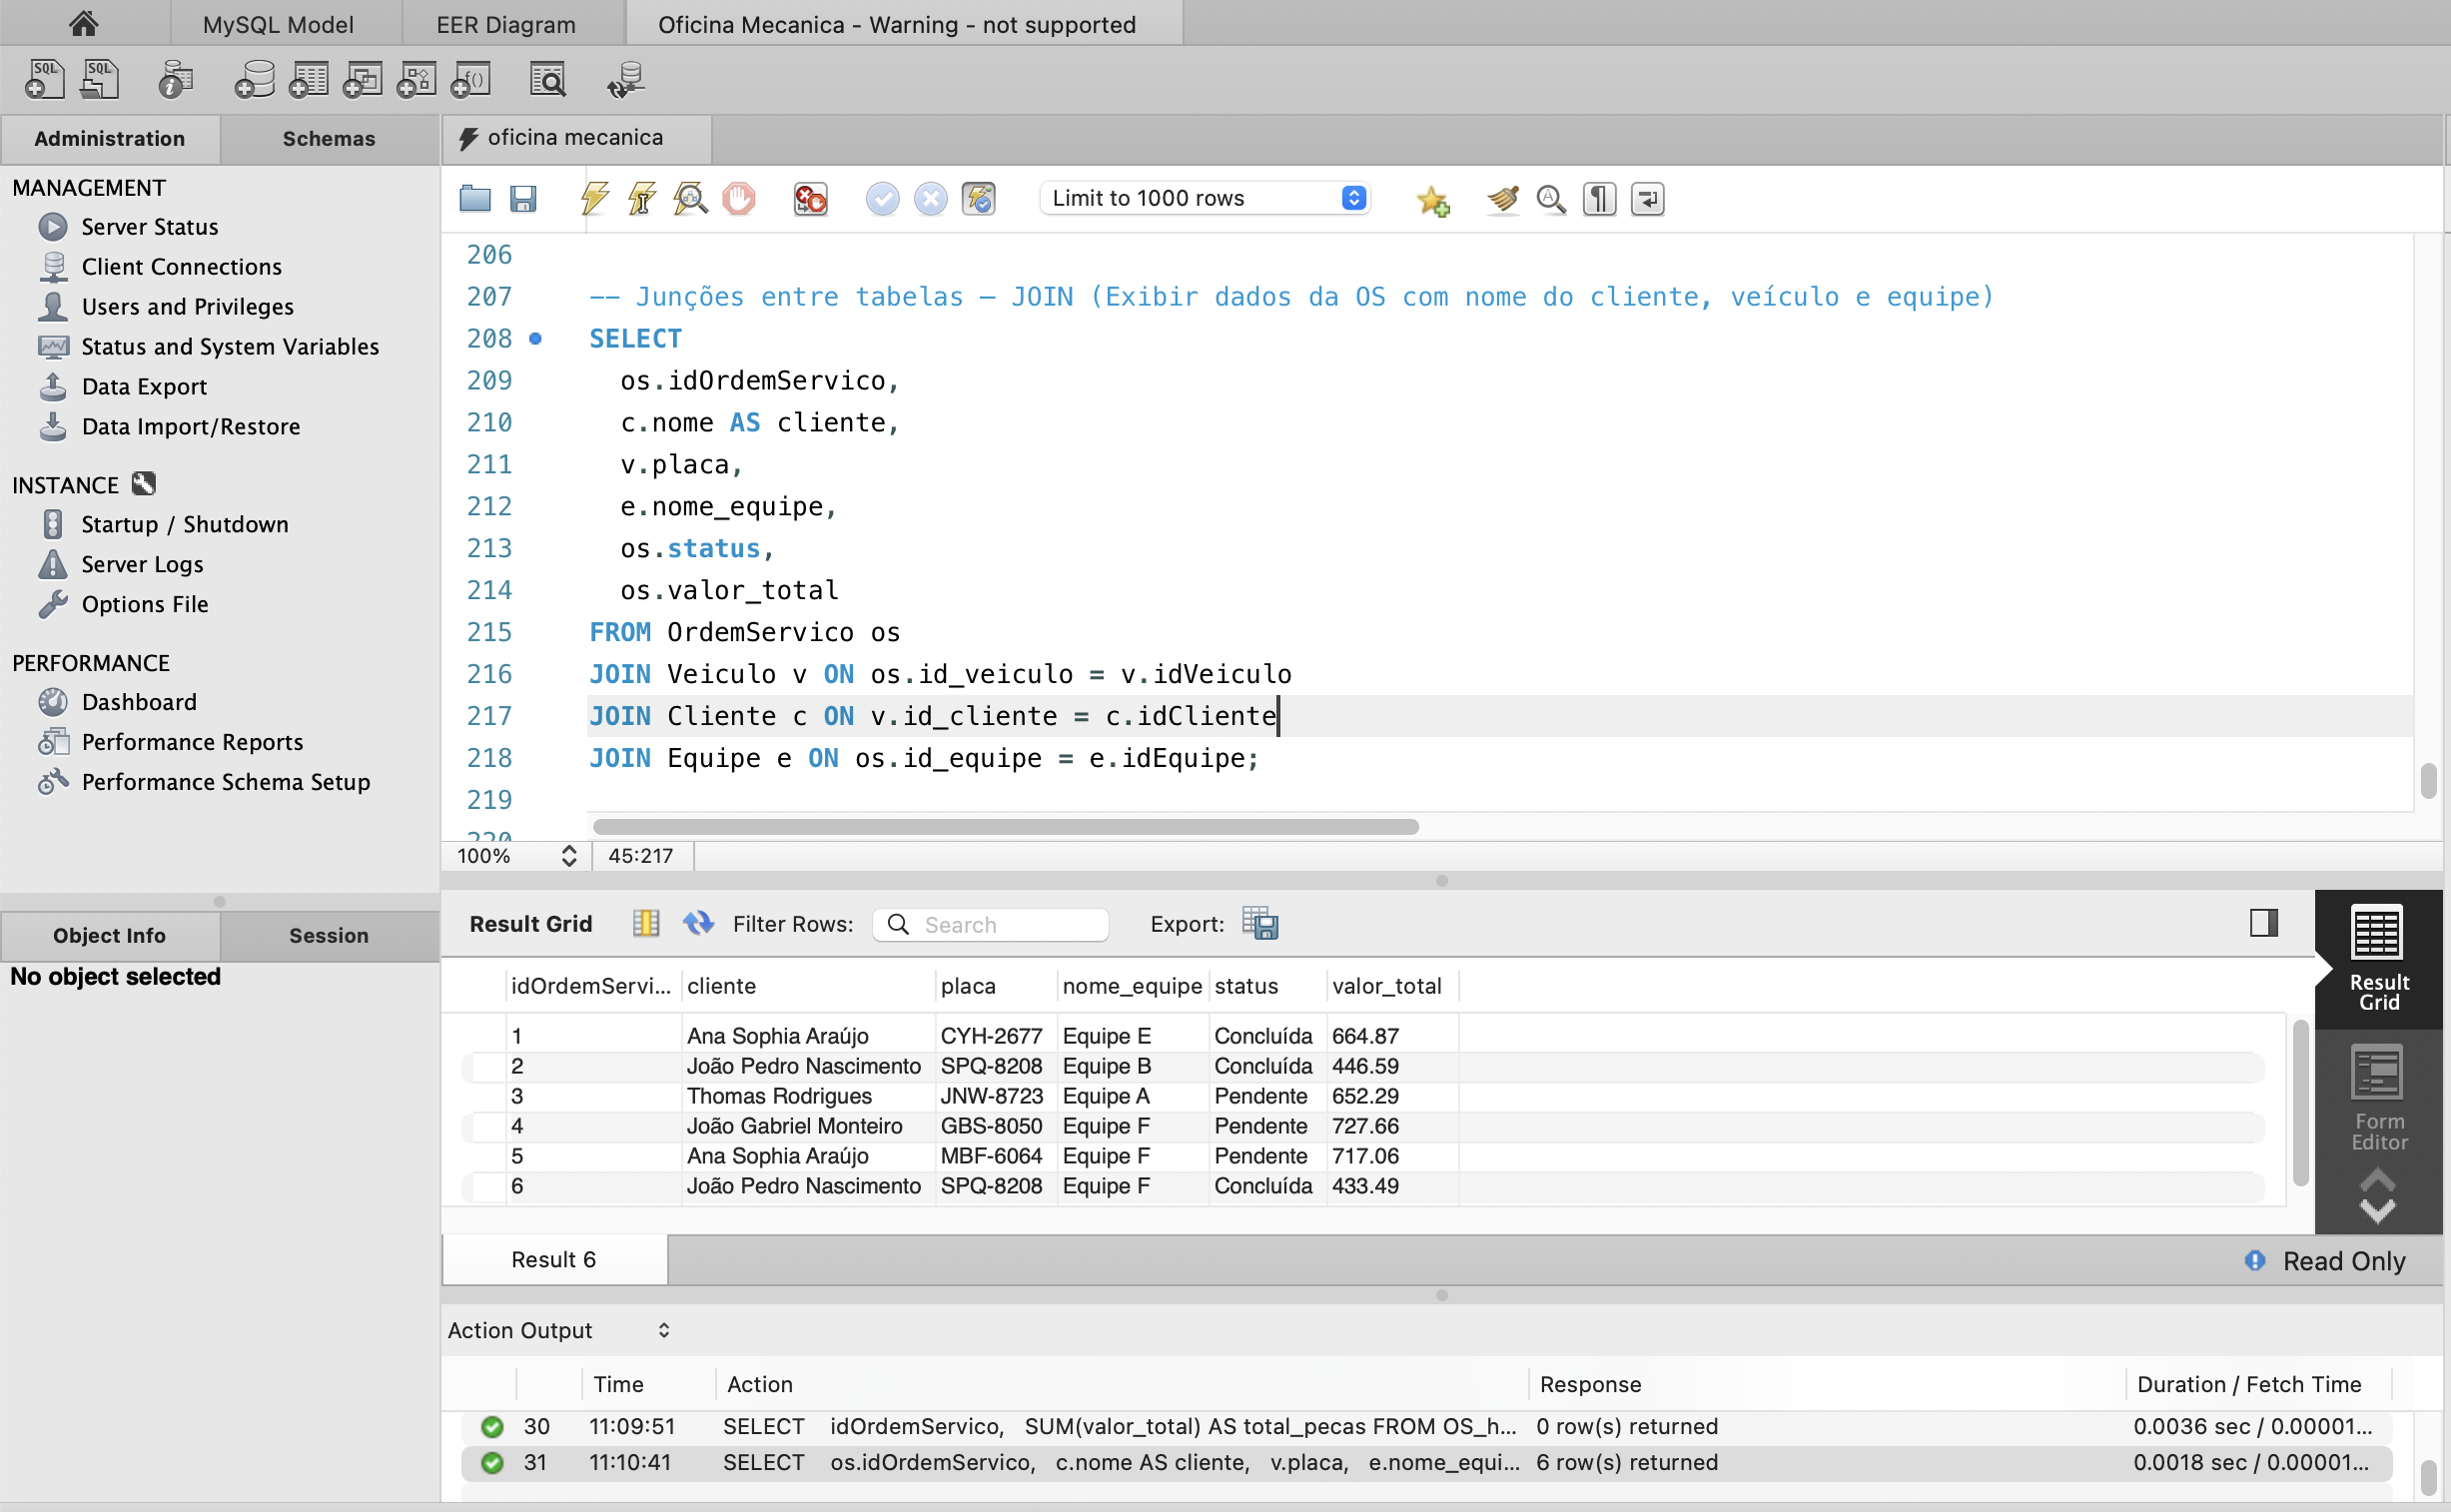 MySQL Model
EER Diagram
Oficina Mecanica - Warning - not supported
SQL
SQL
Administration
Schemas
oficina mecanica
MANAGEMENT
Server Status
Client Connections
Users and Privileges
Status and System Variables
Data Export
Data Import/Restore
INSTANCE
Startup / Shutdown
Server Logs
Options File
PERFORMANCE
Dashboard
Performance Reports
Performance Schema Setup
Limit to 1000 rows
206
207 -- Junções entre tabelas – JOIN (Exibir dados da OS com nome do cliente, veículo e equipe)
208 SELECT
209 os.idOrdemServico,
210 c.nome AS cliente,
211 v.placa,
212 e.nome_equipe,
213 os.status,
214 os.valor_total
215 FROM OrdemServico os
216 JOIN Veiculo v ON os.id_veiculo = v.idVeiculo
217 JOIN Cliente c ON v.id_cliente = c.idCliente
218 JOIN Equipe e ON os.id_equipe = e.idEquipe;
219
220
100%
45:217
Object Info
Session
No object selected
Result Grid
Filter Rows:
Search
Export:
idOrdemServi... cliente placa nome_equipe status valor_total
1 Ana Sophia Araújo CYH-2677 Equipe E Concluída 664.87
2 João Pedro Nascimento SPQ-8208 Equipe B Concluída 446.59
3 Thomas Rodrigues JNW-8723 Equipe A Pendente 652.29
4 João Gabriel Monteiro GBS-8050 Equipe F Pendente 727.66
5 Ana Sophia Araújo MBF-6064 Equipe F Pendente 717.06
6 João Pedro Nascimento SPQ-8208 Equipe F Concluída 433.49
Result
Grid
Form
Editor
Result 6
Read Only
Action Output
Time Action Response Duration / Fetch Time
30 11:09:51 SELECT idOrdemServico, SUM(valor_total) AS total_pecas FROM OS_h... 0 row(s) returned 0.0036 sec / 0.00001...
31 11:10:41 SELECT os.idOrdemServico, c.nome AS cliente, v.placa, e.nome_equi... 6 row(s) returned 0.0018 sec / 0.00001...